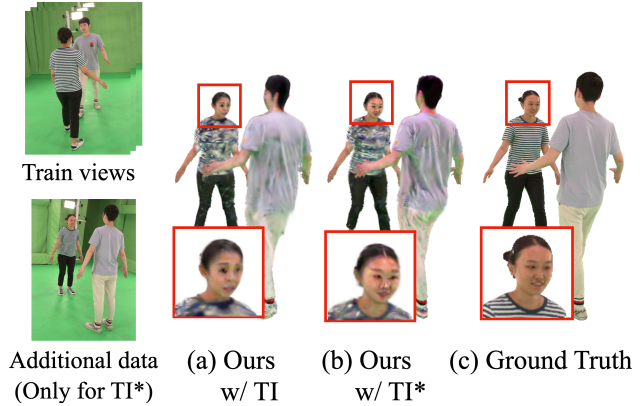 Train views
Additional data
(Only for TI*)
(a) Ours
w/ TI
(b) Ours
w/ TI*
(c) Ground Truth